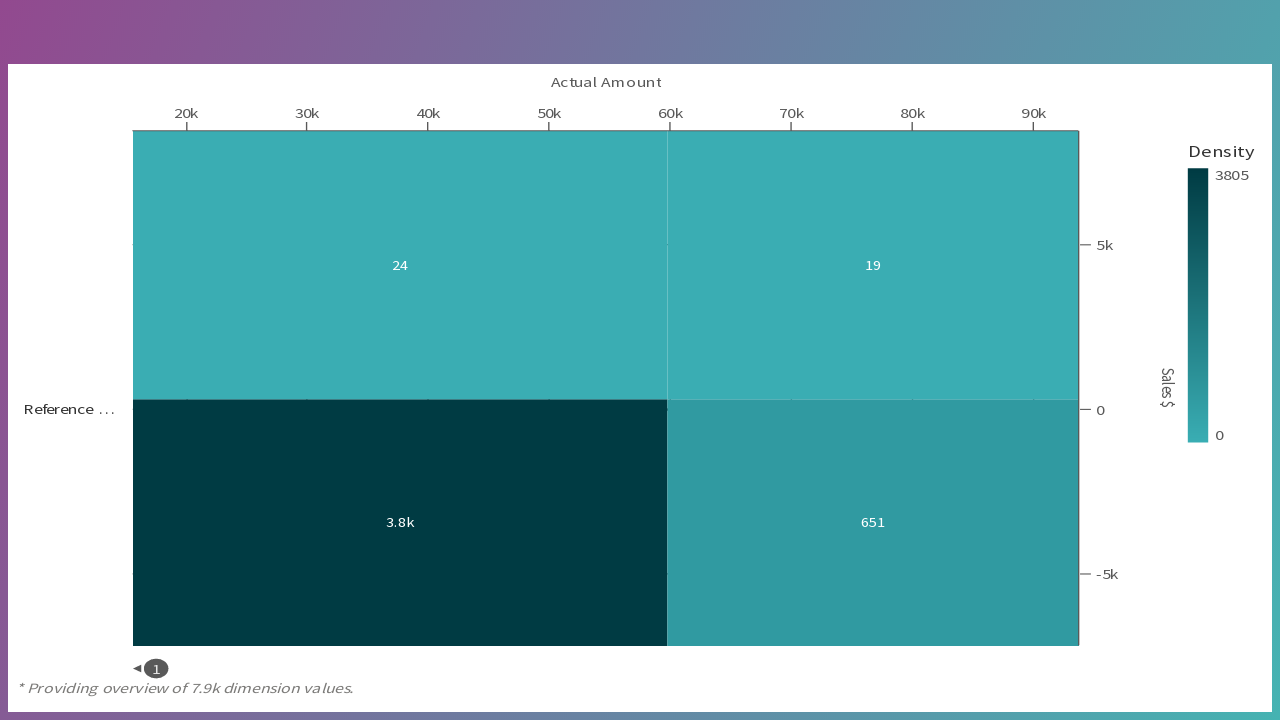 Actual Amount
20k 30k 40k 50k 60k 70k 80k 90k
Density
3805
0
24 19
3.8k 651
5k
0
-5k
Sales $
Reference ...
1
* Providing overview of 7.9k dimension values.